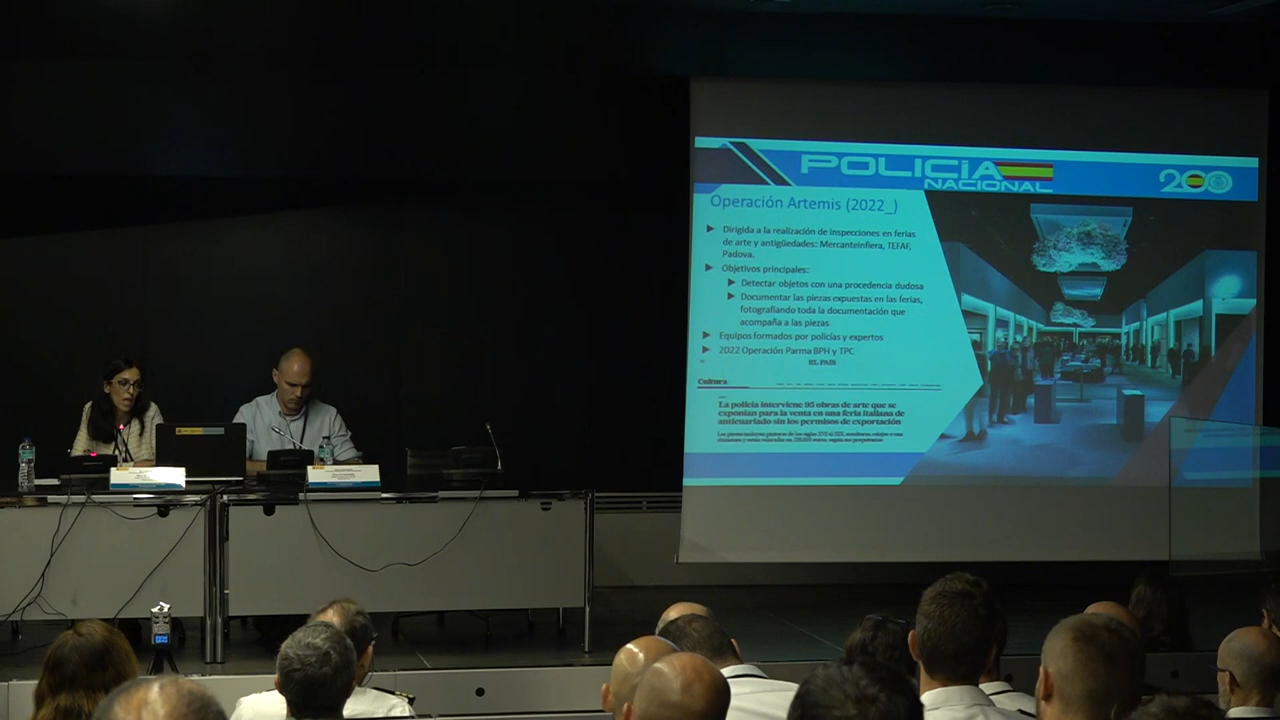 POLICÍA
NACIONAL
200
Operación Artemis (2022_)
Dirigida a la realización de inspecciones en ferias
de arte y antigüedades: Mercanteinfiera, TEFAF,
Padova.
Objetivos principales:
Detectar objetos con una procedencia dudosa
Documentar las piezas expuestas en las ferias,
fotografiando toda la documentación que
acompaña a las piezas
Equipos formados por policías y expertos
2022 Operación Parma BPH y TPC
EL PAÍS
Cultura
La policía interviene 95 obras de arte que se
exponían para la venta en una feria italiana de
anticuariado sin los permisos de exportación